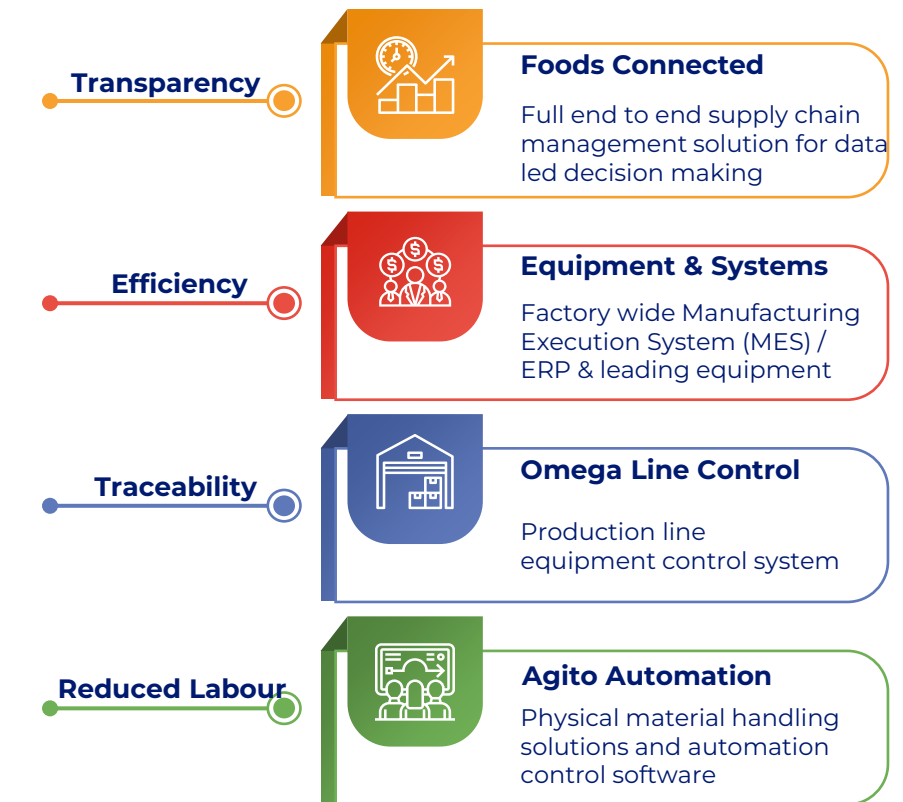 Transparency
Foods Connected
Full end to end supply chain
management solution for data
led decision making
Efficiency
$
$
$
Equipment & Systems
Factory wide Manufacturing
Execution System (MES) /
ERP & leading equipment
Traceability
Omega Line Control
Production line
equipment control system
Reduced Labour
Agito Automation
Physical material handling
solutions and automation
control software